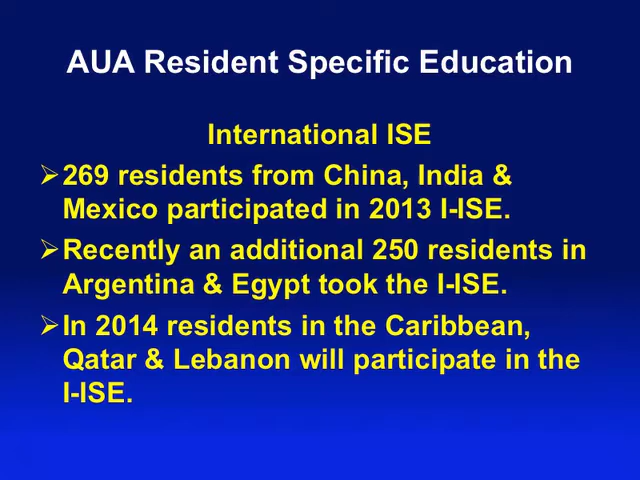 AUA Resident Specific Education
International ISE
➢269 residents from China, India &
Mexico participated in 2013 I-ISE.
➢Recently an additional 250 residents in
Argentina & Egypt took the I-ISE.
➢In 2014 residents in the Caribbean,
Qatar & Lebanon will participate in the
I-ISE.